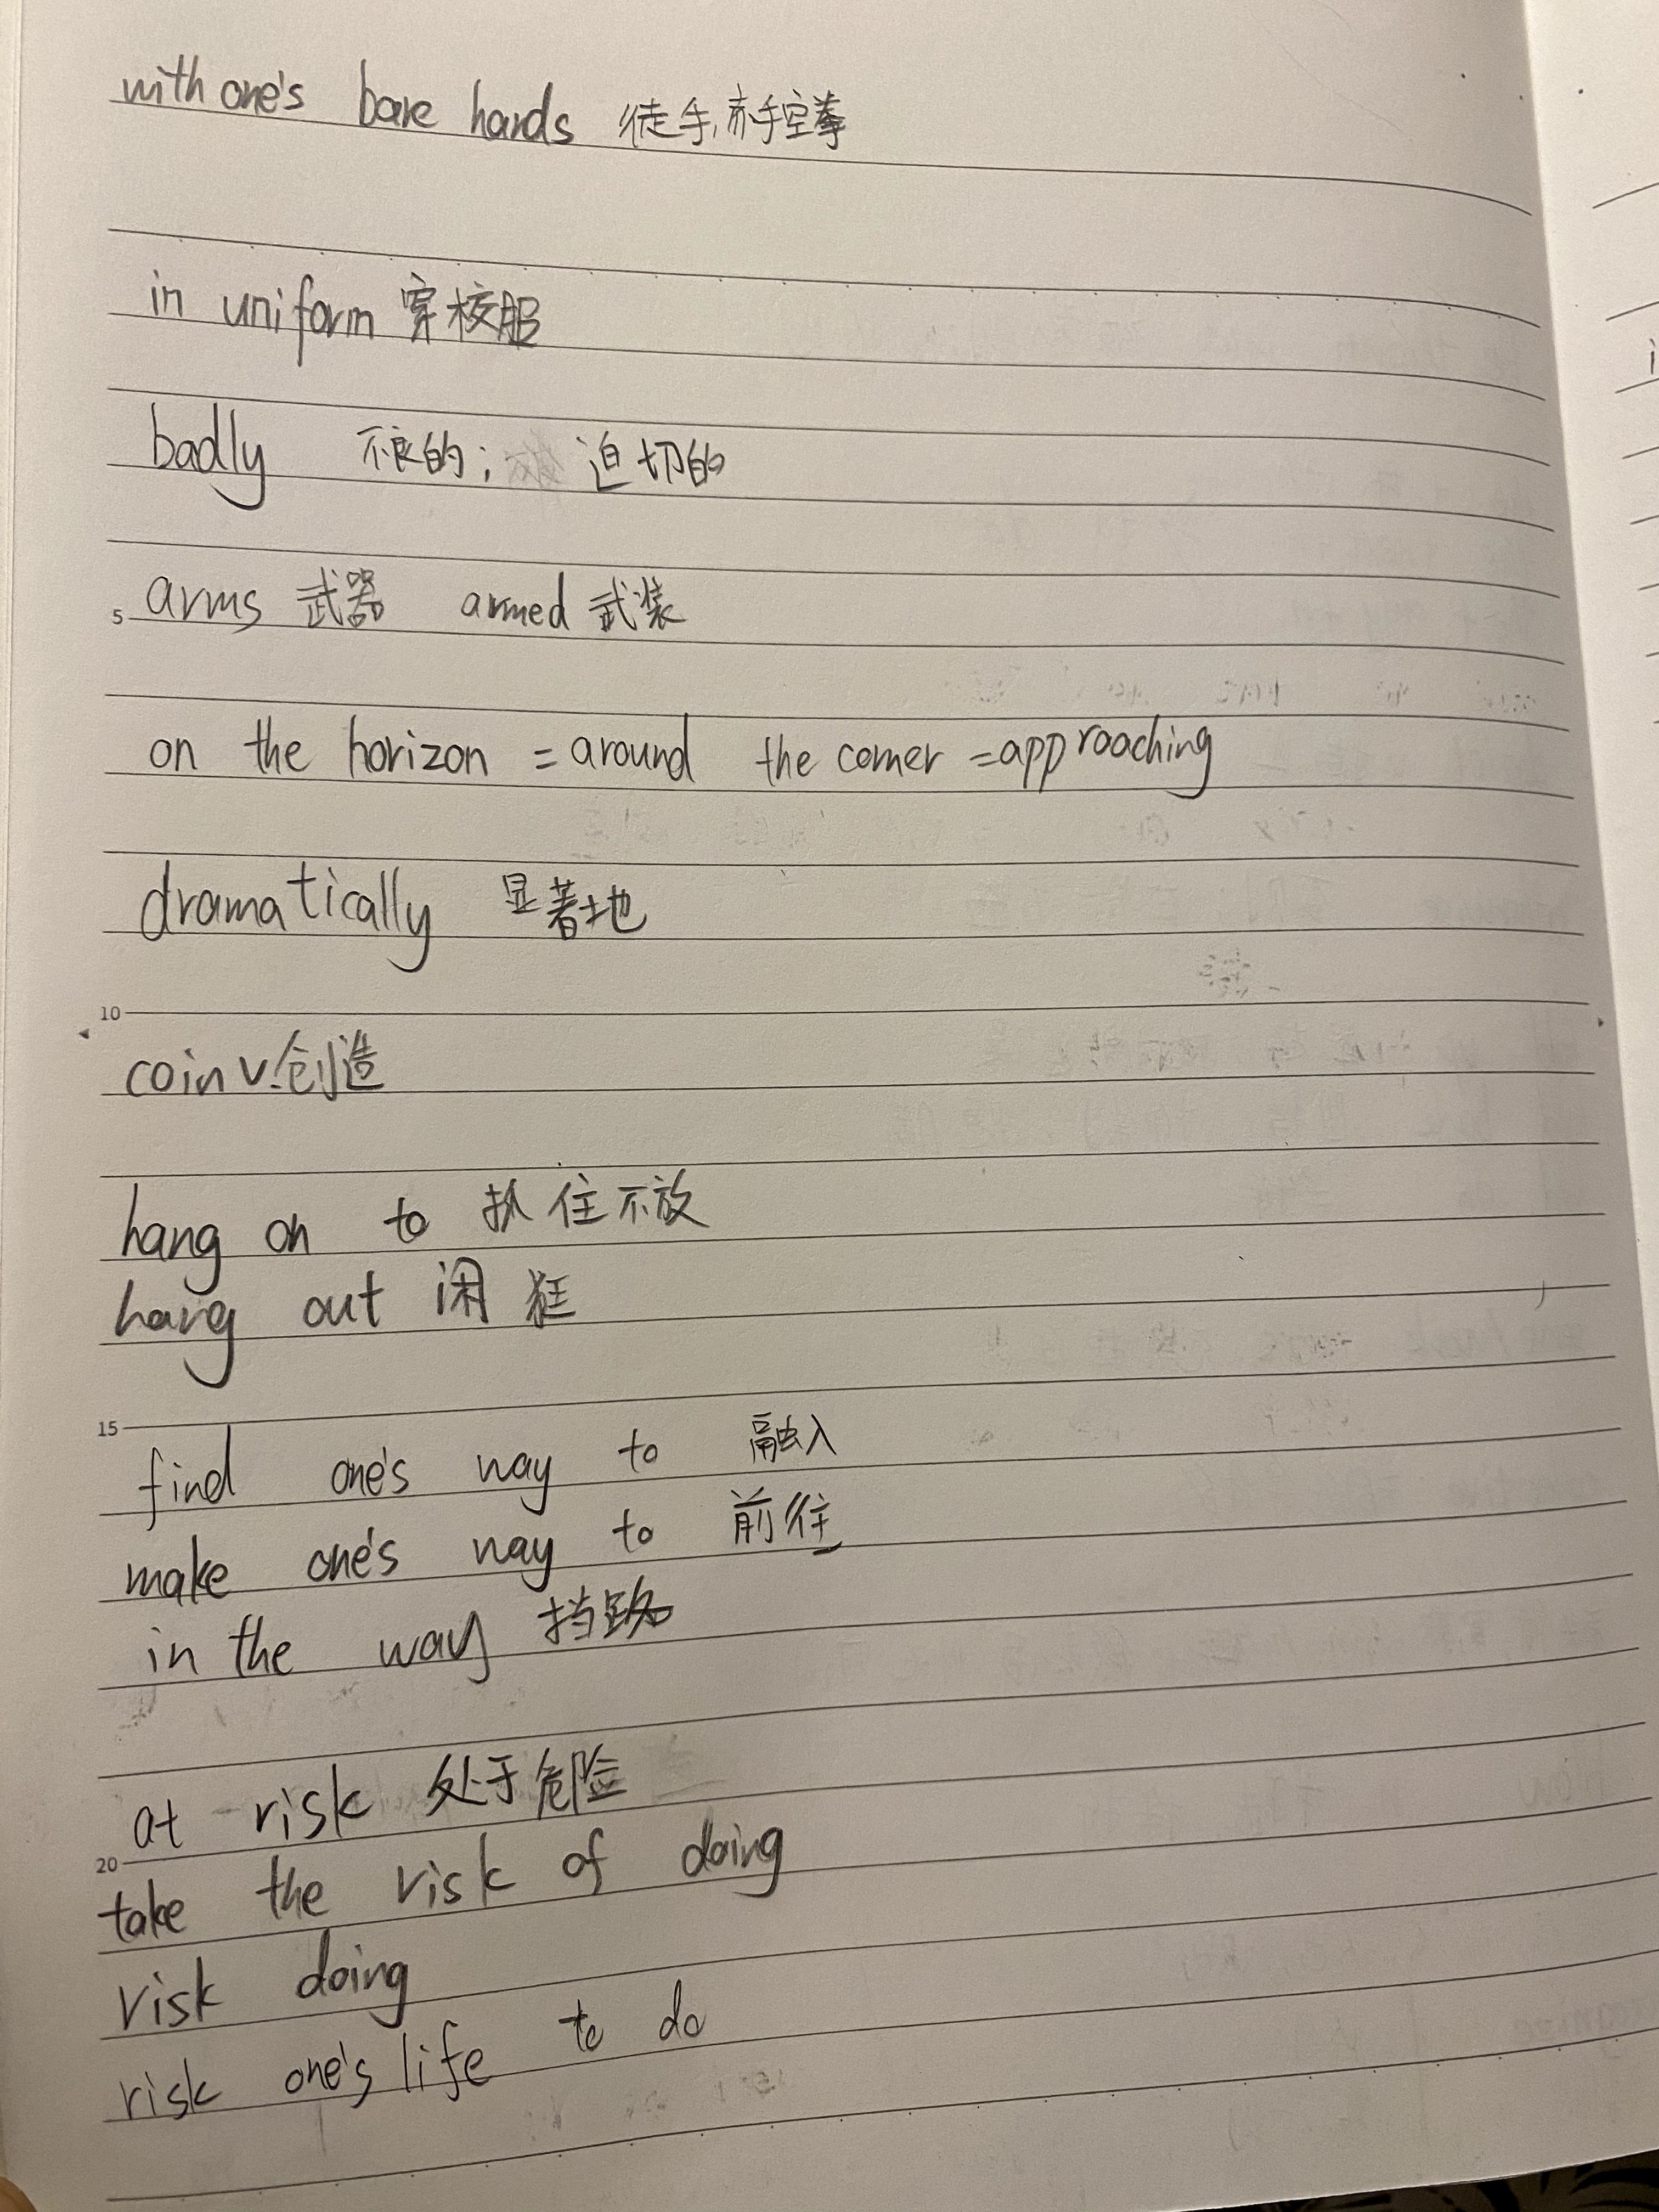 with one's bare hands 徒手,赤手空拳
in uniform 穿校服
badly 不良的; 迫切的
5 arms 武器 armed 武装
on the horizon = around the corner = approaching
dramatically 显著地
10
coin v.创造
hang on to 抓住不放
hang out 闲逛
15
find one's way to 融入
make one's way to 前往
in the way 挡路
at risk 处于危险
20
take the risk of doing
risk doing
risk one's life to do